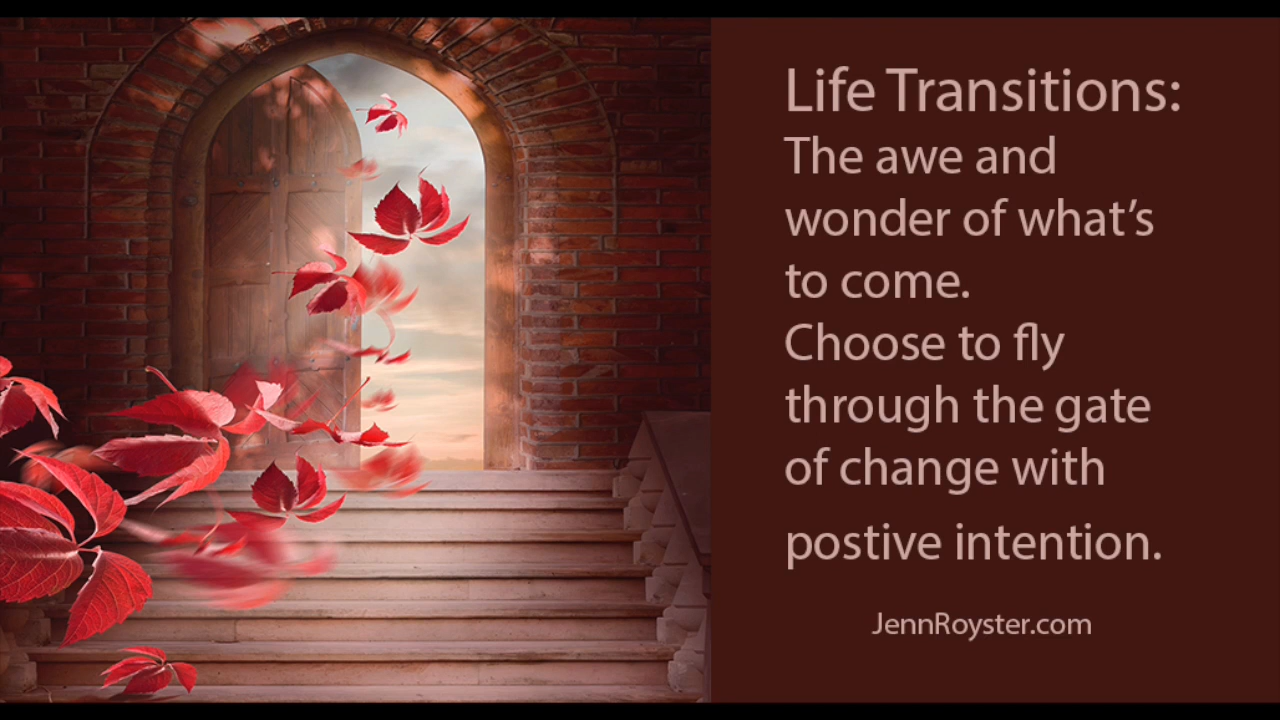 Life Transitions:
The awe and
wonder of what’s
to come.
Choose to fly
through the gate
of change with
postive intention.
JennRoyster.com